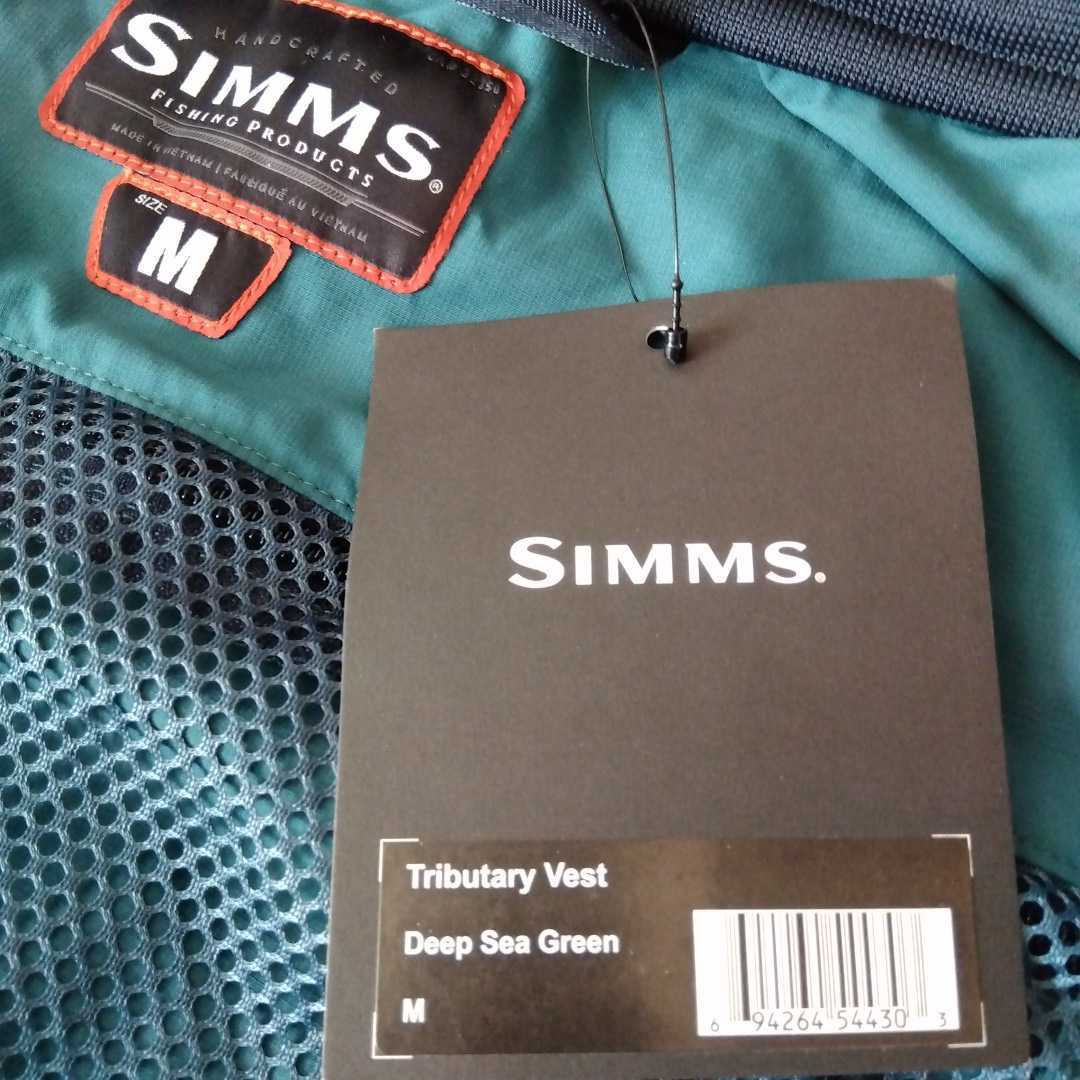 HANDCRAFTED
SIMMS®
FISHING PRODUCTS
MADE IN VIETNAM | FABRIQUÉ AU VIETNAM
SIZE
M
SIMMS.
Tributary Vest
Deep Sea Green
M
6 94264 54430 3